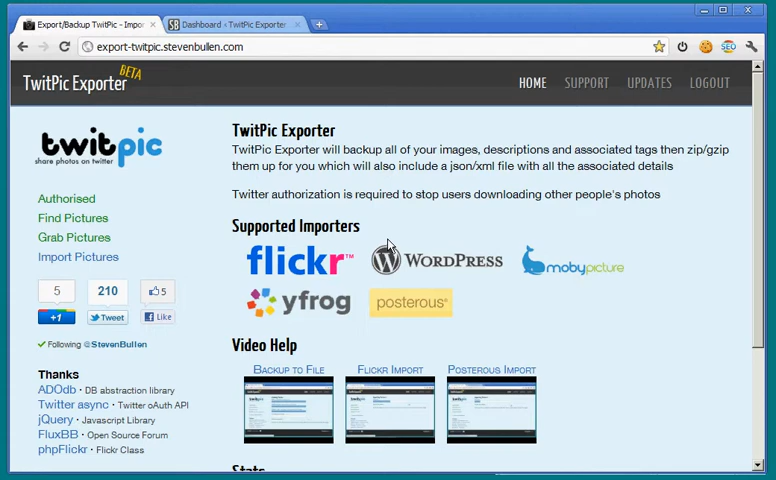 Export/Backup TwitPic - Impor
Dashboard ‹ TwitPic Exporter
export-twitpic.stevenbullen.com
TwitPic Exporter
BETA
HOME
SUPPORT
UPDATES
LOGOUT
twitpic
share photos on twitter
Authorised
Find Pictures
Grab Pictures
Import Pictures
5
210
5
+1
Tweet
Like
Following @StevenBullen
Thanks
ADOdb • DB abstraction library
Twitter async • Twitter oAuth API
jQuery • Javascript Library
FluxBB • Open Source Forum
phpFlickr • Flickr Class
TwitPic Exporter
TwitPic Exporter will backup all of your images, descriptions and associated tags then zip/gzip
them up for you which will also include a json/xml file with all the associated details
Twitter authorization is required to stop users downloading other people's photos
Supported Importers
flickr™
WORDPRESS
mobypicture
yfrog
posterous
Video Help
BACKUP TO FILE
FLICKR IMPORT
POSTEROUS IMPORT
Stats